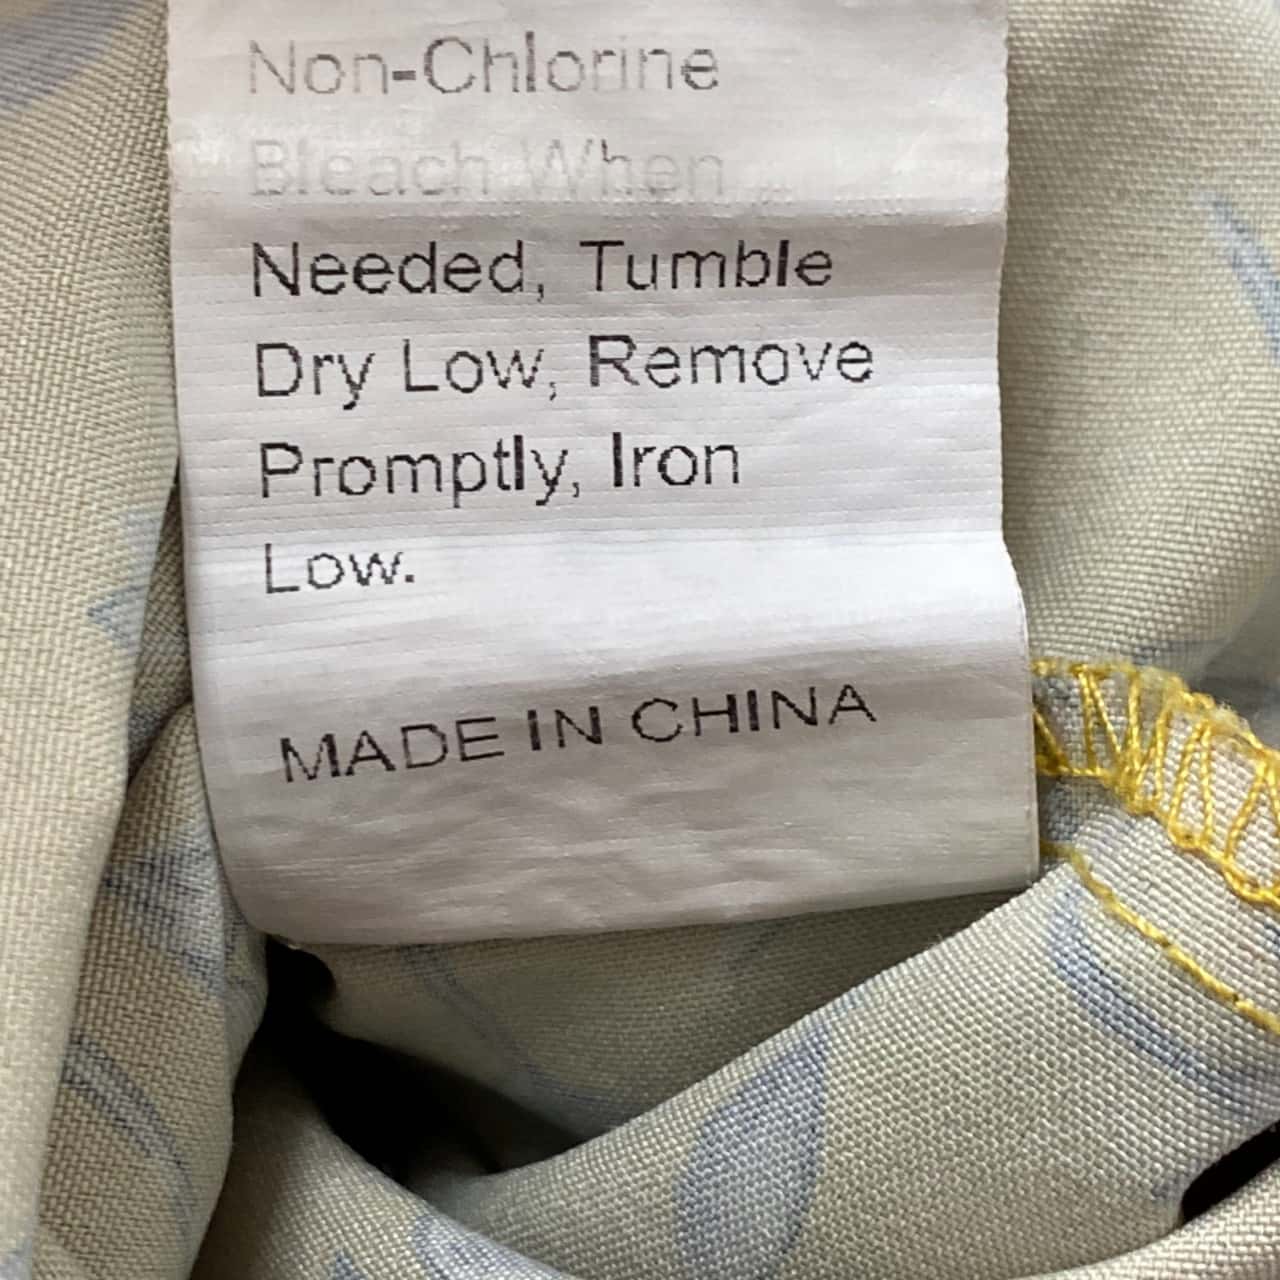 Non-Chlorine
Bleach When
Needed, Tumble
Dry Low, Remove
Promptly, Iron
Low.
MADE IN CHINA